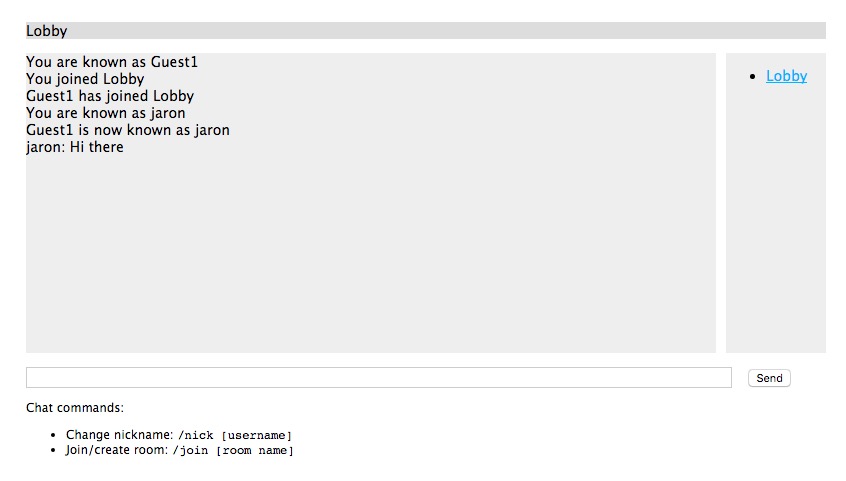 Lobby
You are known as Guest1
You joined Lobby
Guest1 has joined Lobby
You are known as jaron
Guest1 is now known as jaron
jaron: Hi there
Lobby
Send
Chat commands:
Change nickname: /nick [username]
Join/create room: /join [room name]